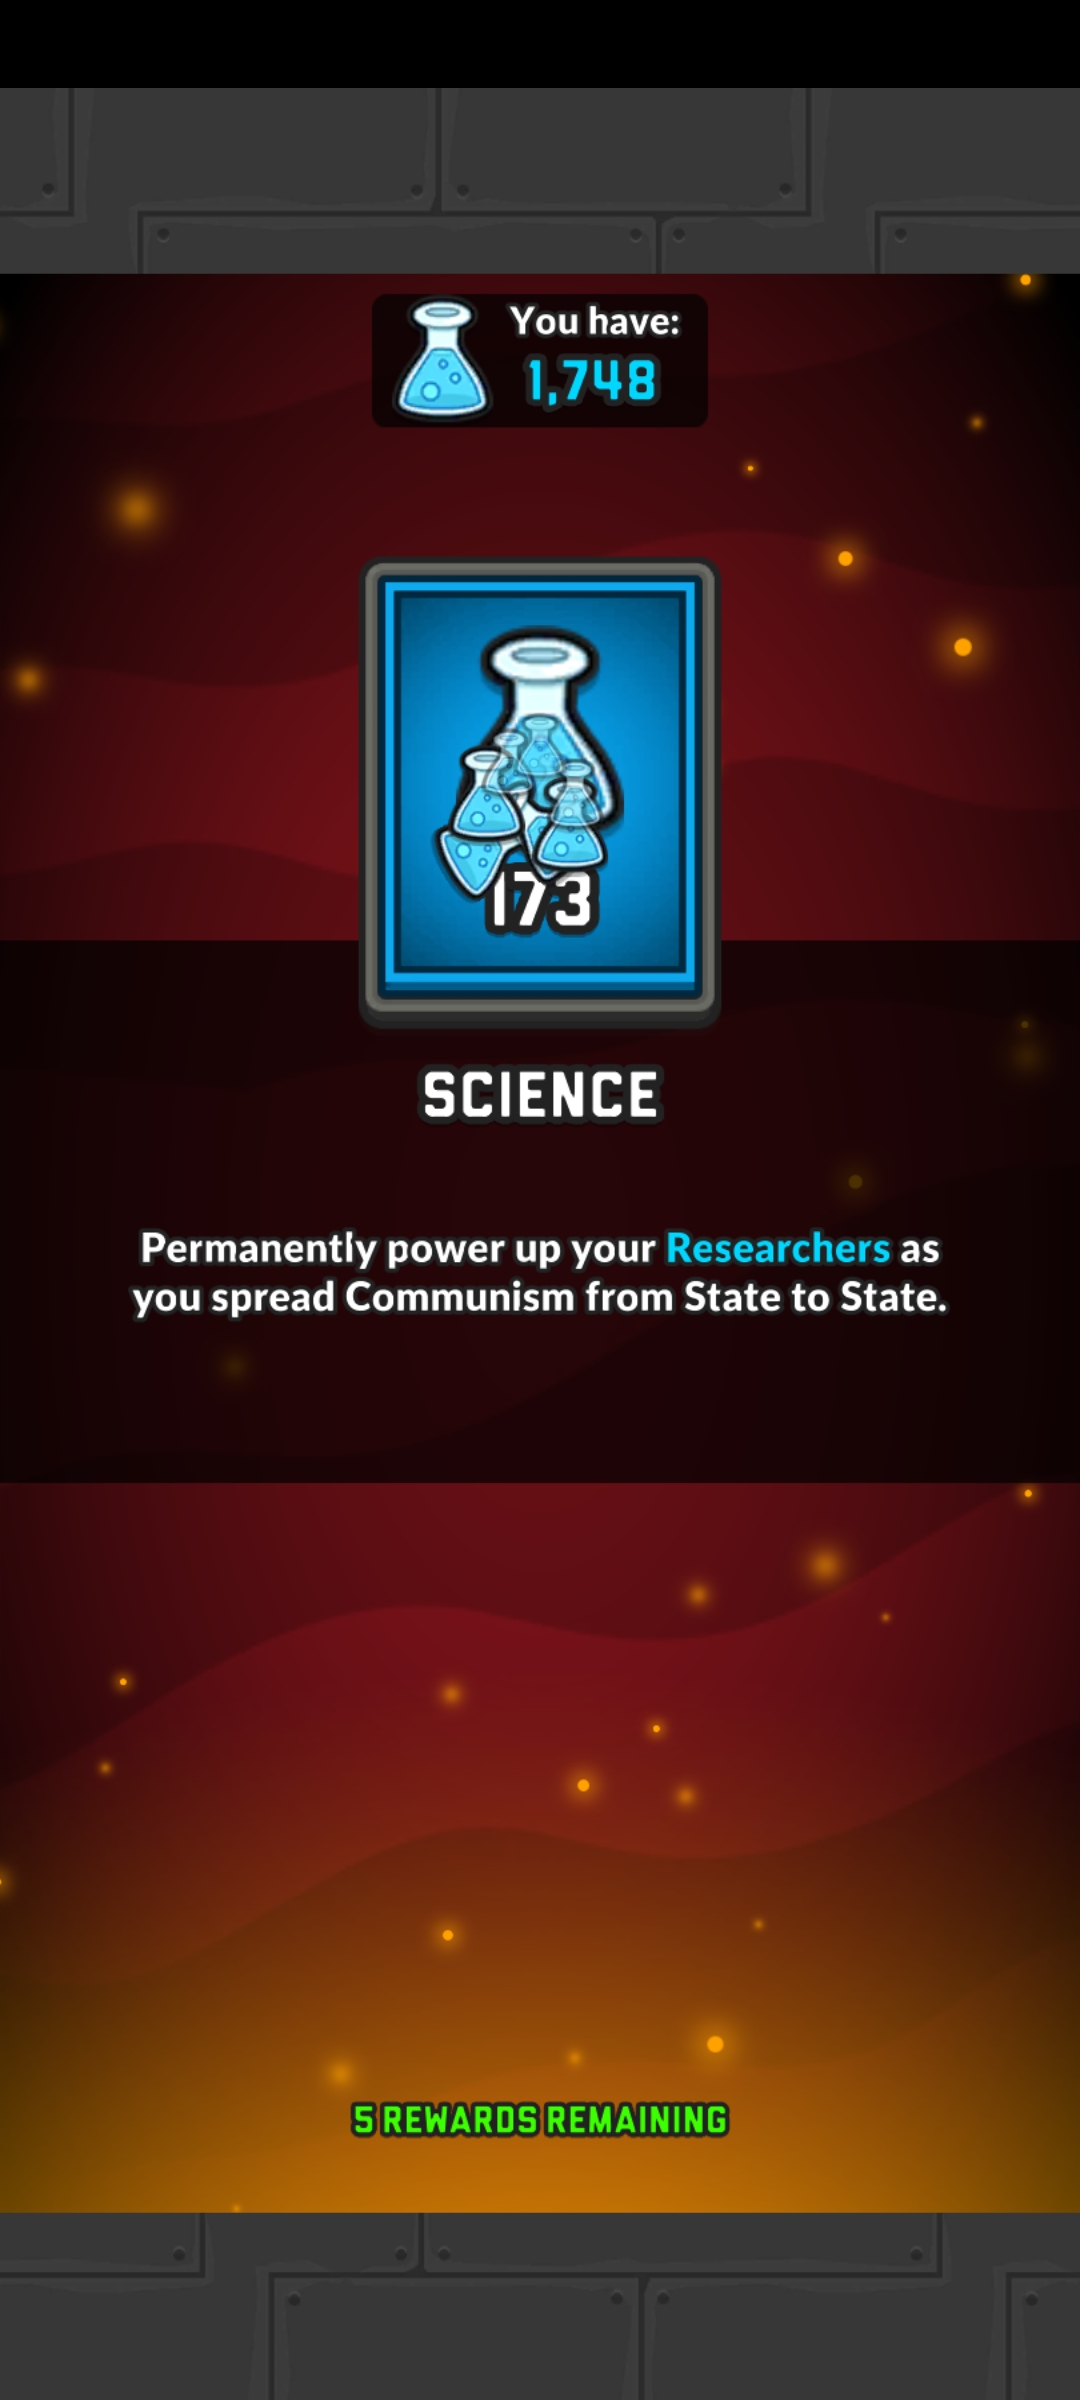 You have:
1,748
173
SCIENCE
Permanently power up your Researchers as
you spread Communism from State to State.
5 REWARDS REMAINING